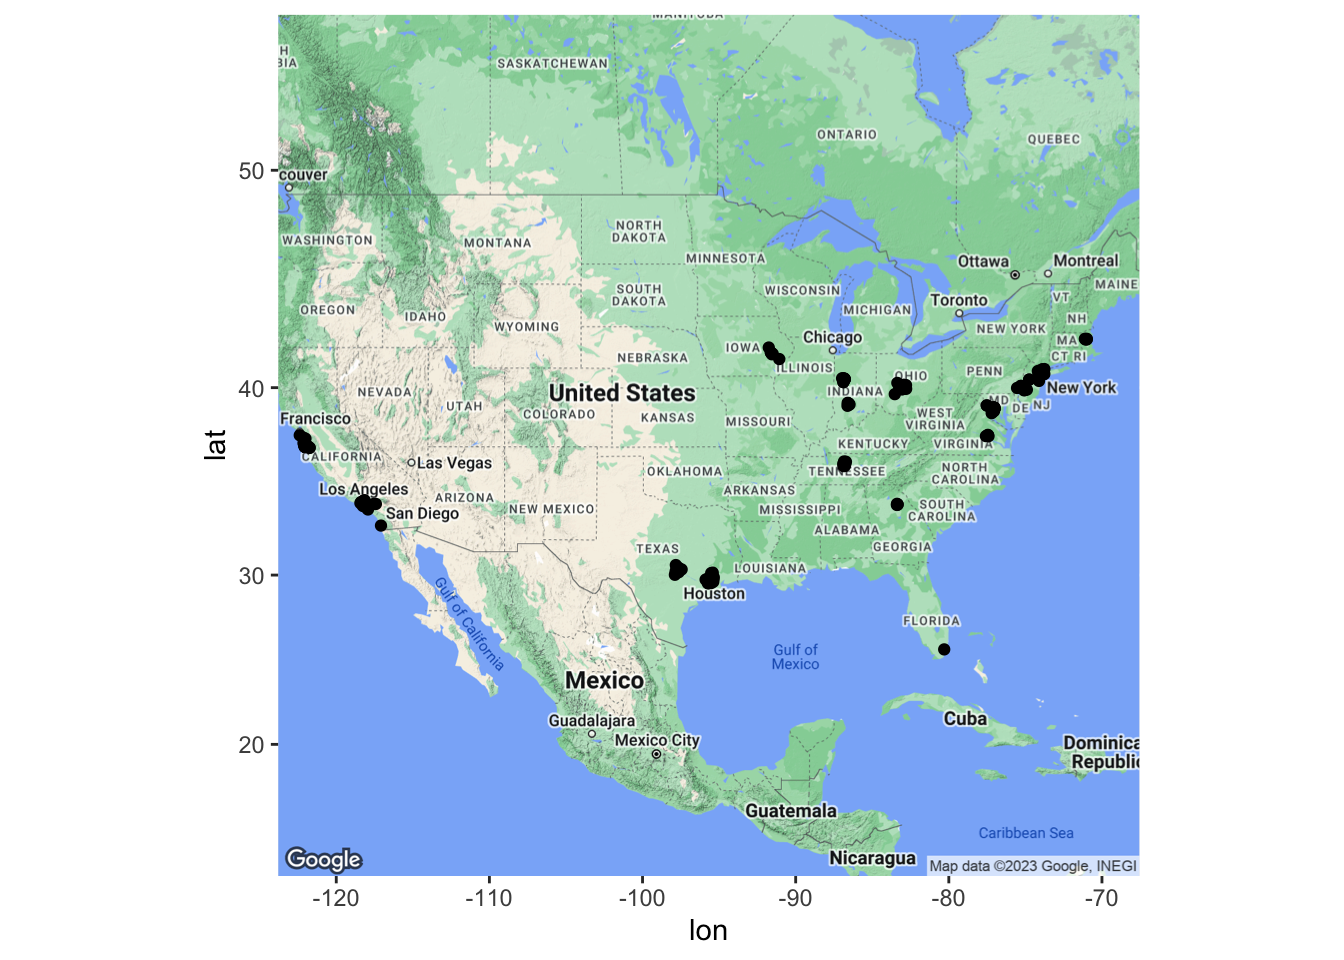 MANITOBA
SASKATCHEWAN
ONTARIO
QUEBEC
50
couver
WASHINGTON
MONTANA
NORTH
DAKOTA
MINNESOTA
Ottawa
Montreal
MAINE
SOUTH
DAKOTA
WISCONSIN
MICHIGAN
Toronto
VT
NH
OREGON
IDAHO
WYOMING
NEW YORK
MA
CT RI
IOWA
Chicago
NEBRASKA
ILLINOIS
OHIO
PENN
40
NEVADA
UTAH
United States
COLORADO
KANSAS
MISSOURI
INDIANA
New York
MD
DE
NJ
WEST
VIRGINIA
Francisco
CALIFORNIA
Las Vegas
KENTUCKY
VIRGINIA
lat
OKLAHOMA
TENNESSEE
NORTH
CAROLINA
Los Angeles
ARIZONA
NEW MEXICO
ARKANSAS
MISSISSIPPI
SOUTH
CAROLINA
San Diego
ALABAMA
GEORGIA
TEXAS
LOUISIANA
30
Houston
Gulf of California
FLORIDA
Gulf of
Mexico
Mexico
Guadalajara
Mexico City
Cuba
20
Dominica
Republic
Guatemala
Nicaragua
Caribbean Sea
Google
Map data ©2023 Google, INEGI
-120
-110
-100
-90
-80
-70
lon